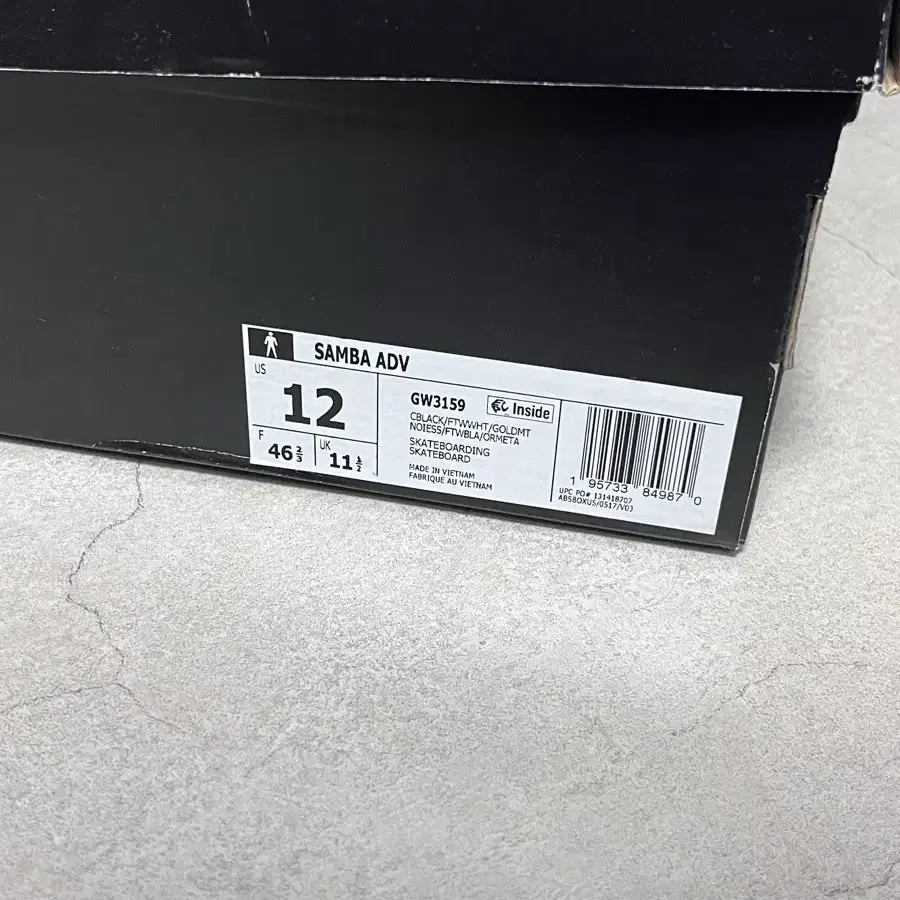 SAMBA ADV
US
12
F
46 2/3
UK
11 1/2
GW3159
Inside
CBLACK/FTWWHT/GOLDMT
NOIESS/FTWBLA/ORMETA
SKATEBOARDING
SKATEBOARD
MADE IN VIETNAM
FABRIQUE AU VIETNAM
1 95733 84987 0
UPC PO# 131418707
ABSBOXUS/0517/V03